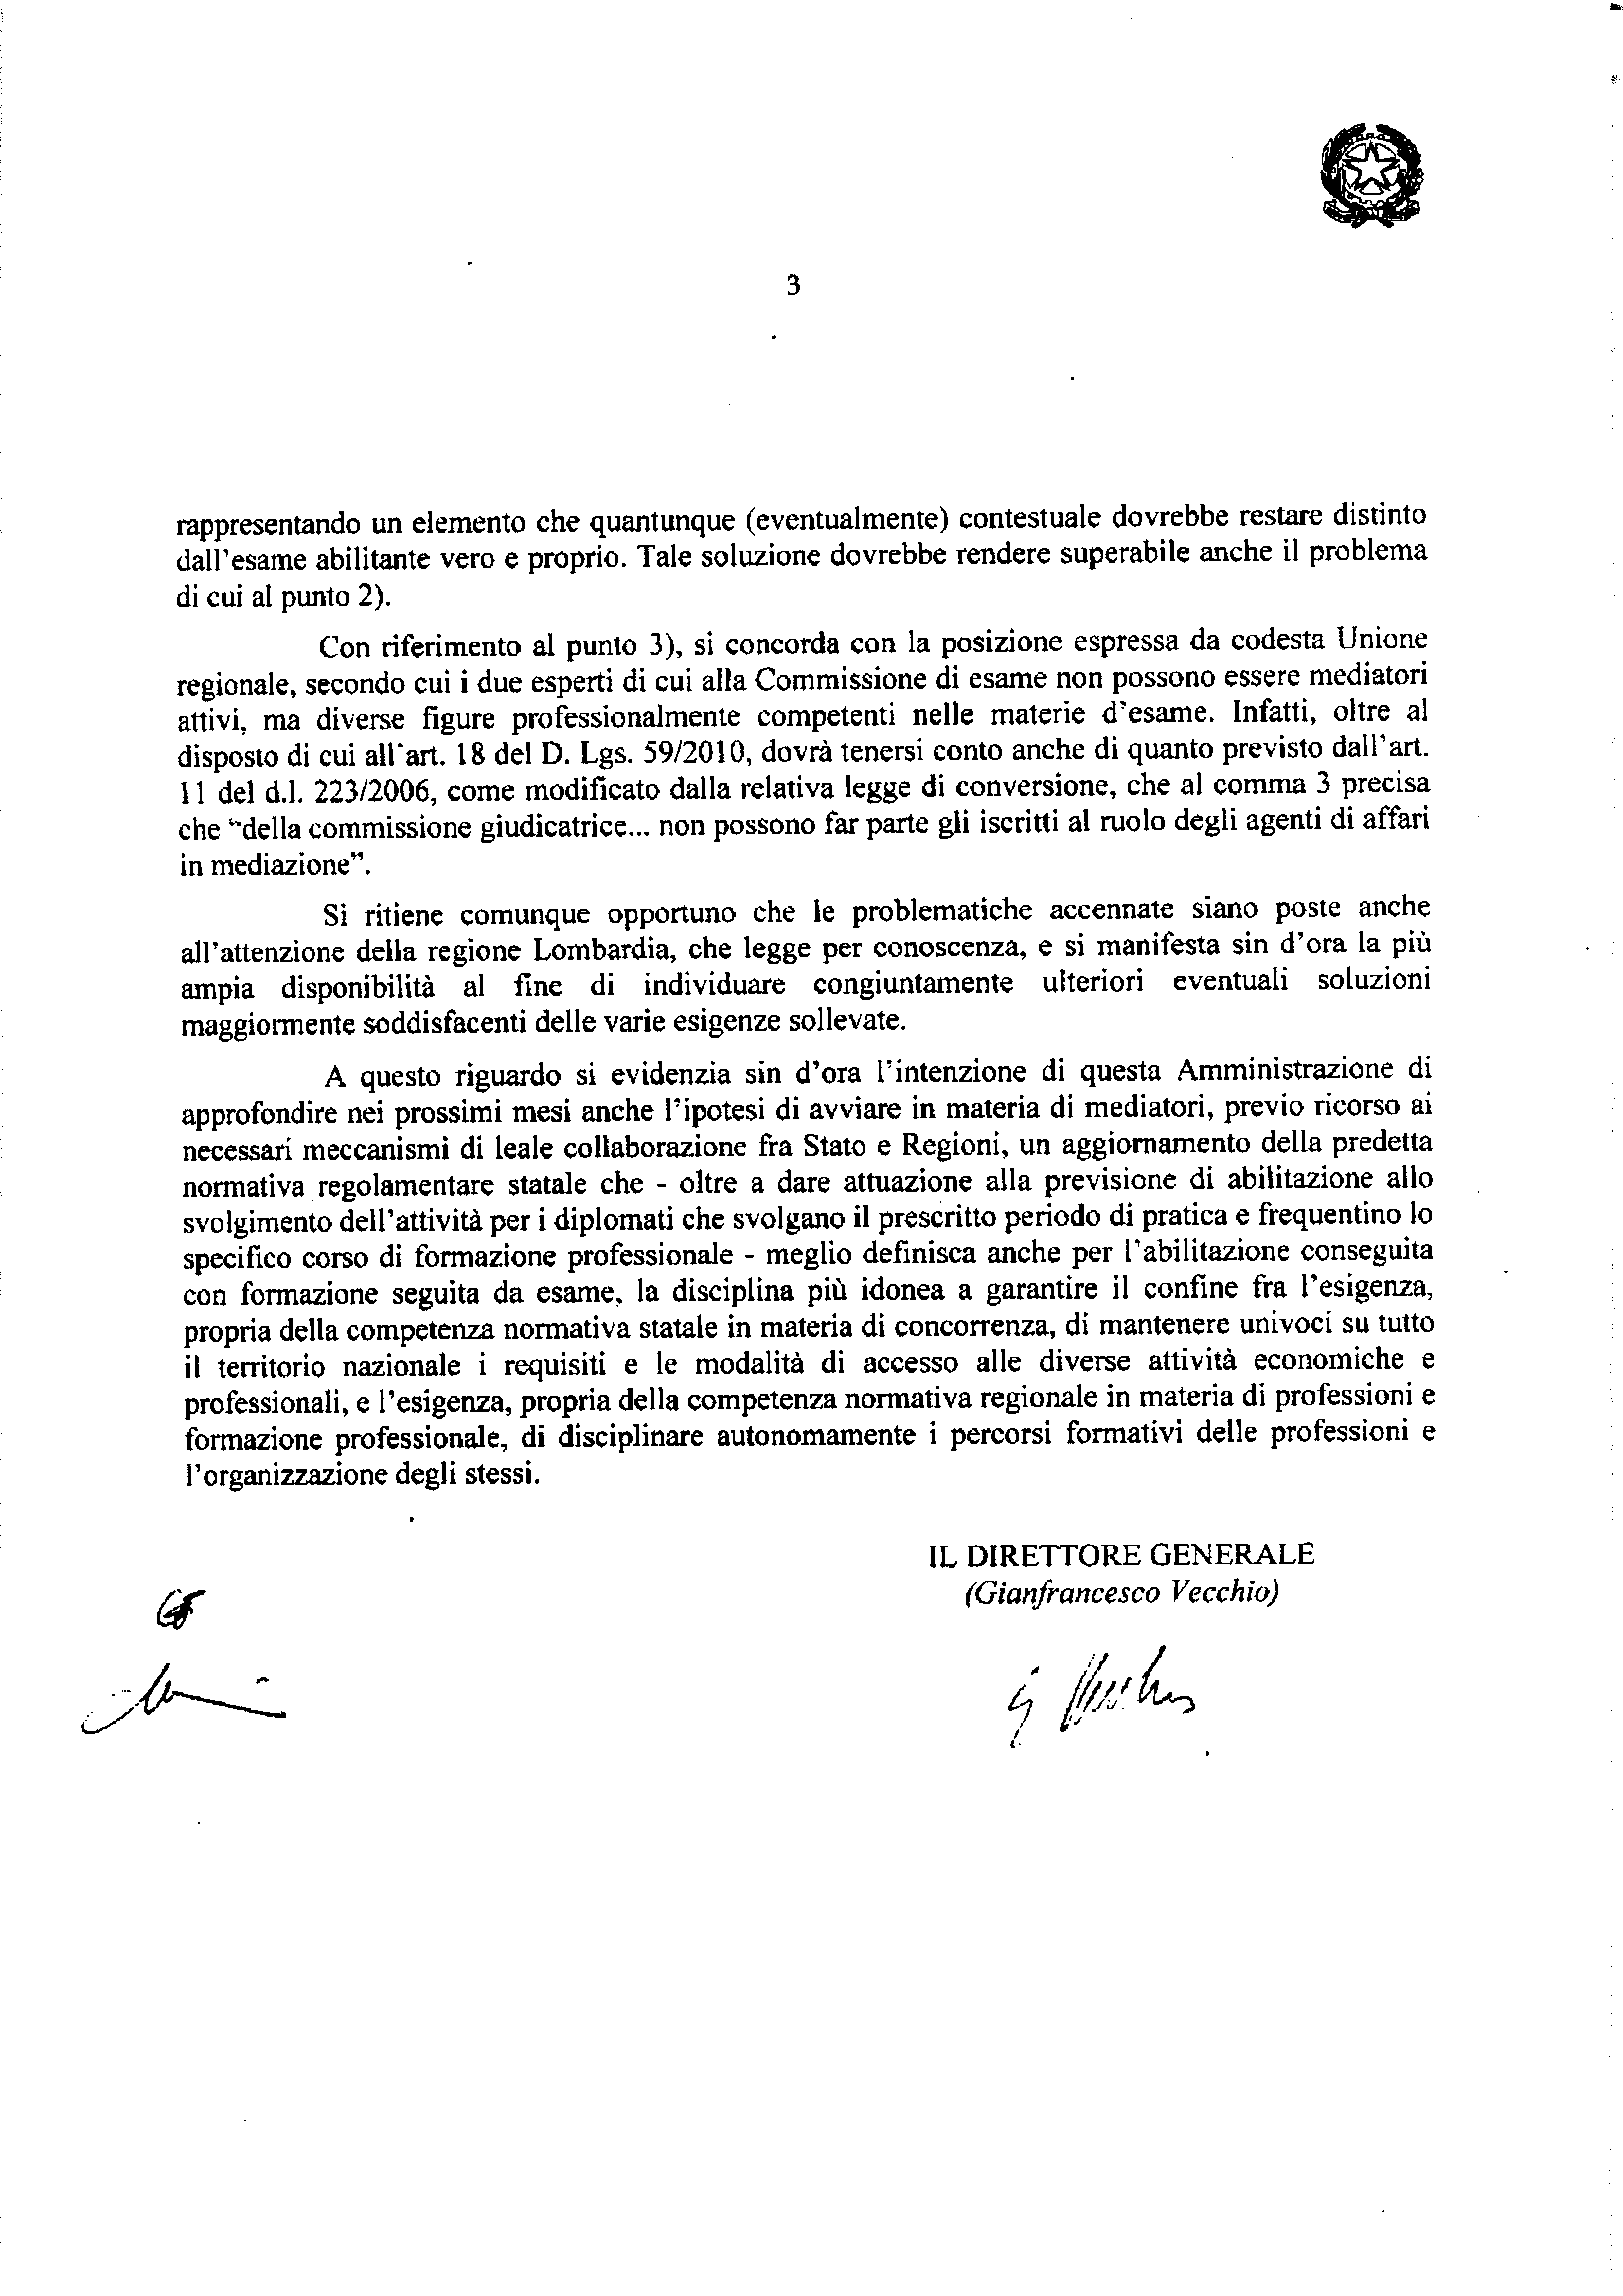 3
rappresentando un elemento che quantunque (eventualmente) contestuale dovrebbe restare distinto
dall'esame abilitante vero e proprio. Tale soluzione dovrebbe rendere superabile anche il problema
di cui al punto 2).
Con riferimento al punto 3), si concorda con la posizione espressa da codesta Unione
regionale, secondo cui i due esperti di cui alla Commissione di esame non possono essere mediatori
attivi, ma diverse figure professionalmente competenti nelle materie d'esame. Infatti, oltre al
disposto di cui all'art. 18 del D. Lgs. 59/2010, dovrà tenersi conto anche di quanto previsto dall'art.
11 del d.l. 223/2006, come modificato dalla relativa legge di conversione, che al comma 3 precisa
che "della commissione giudicatrice... non possono far parte gli iscritti al ruolo degli agenti di affari
in mediazione".
Si ritiene comunque opportuno che le problematiche accennate siano poste anche
all'attenzione della regione Lombardia, che legge per conoscenza, e si manifesta sin d'ora la più
ampia disponibilità al fine di individuare congiuntamente ulteriori eventuali soluzioni
maggiormente soddisfacenti delle varie esigenze sollevate.
A questo riguardo si evidenzia sin d'ora l'intenzione di questa Amministrazione di
approfondire nei prossimi mesi anche l'ipotesi di avviare in materia di mediatori, previo ricorso ai
necessari meccanismi di leale collaborazione fra Stato e Regioni, un aggiornamento della predetta
normativa regolamentare statale che - oltre a dare attuazione alla previsione di abilitazione allo
svolgimento dell'attività per i diplomati che svolgano il prescritto periodo di pratica e frequentino lo
specifico corso di formazione professionale - meglio definisca anche per l'abilitazione conseguita
con formazione seguita da esame, la disciplina più idonea a garantire il confine fra l'esigenza,
propria della competenza normativa statale in materia di concorrenza, di mantenere univoci su tutto
il territorio nazionale i requisiti e le modalità di accesso alle diverse attività economiche e
professionali, e l'esigenza, propria della competenza normativa regionale in materia di professioni e
formazione professionale, di disciplinare autonomamente i percorsi formativi delle professioni e
l'organizzazione degli stessi.
IL DIRETTORE GENERALE
(Gianfrancesco Vecchio)